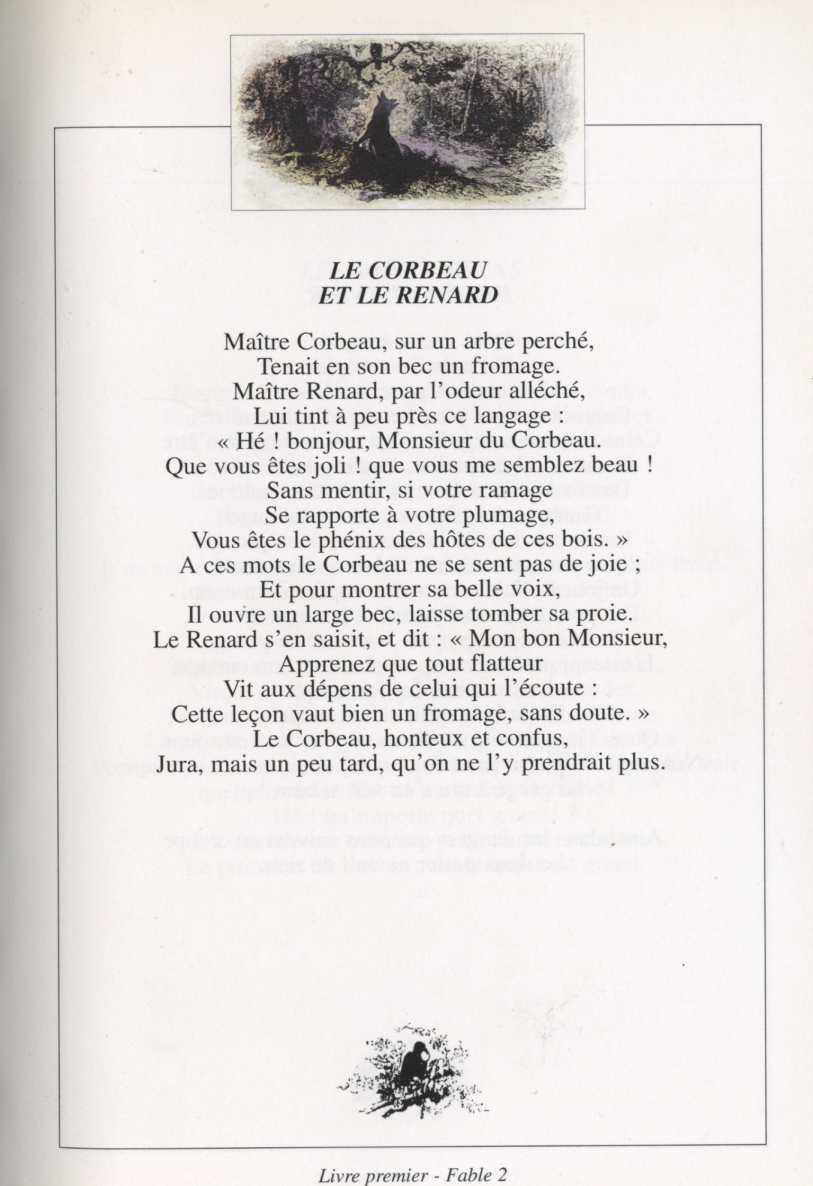 LE CORBEAU
ET LE RENARD
Maître Corbeau, sur un arbre perché,
Tenait en son bec un fromage.
Maître Renard, par l'odeur alléché,
Lui tint à peu près ce langage :
« Hé ! bonjour, Monsieur du Corbeau.
Que vous êtes joli ! que vous me semblez beau !
Sans mentir, si votre ramage
Se rapporte à votre plumage,
Vous êtes le phénix des hôtes de ces bois. »
A ces mots le Corbeau ne se sent pas de joie ;
Et pour montrer sa belle voix,
Il ouvre un large bec, laisse tomber sa proie.
Le Renard s'en saisit, et dit : « Mon bon Monsieur,
Apprenez que tout flatteur
Vit aux dépens de celui qui l'écoute :
Cette leçon vaut bien un fromage, sans doute. »
Le Corbeau, honteux et confus,
Jura, mais un peu tard, qu'on ne l'y prendrait plus.
Livre premier - Fable 2